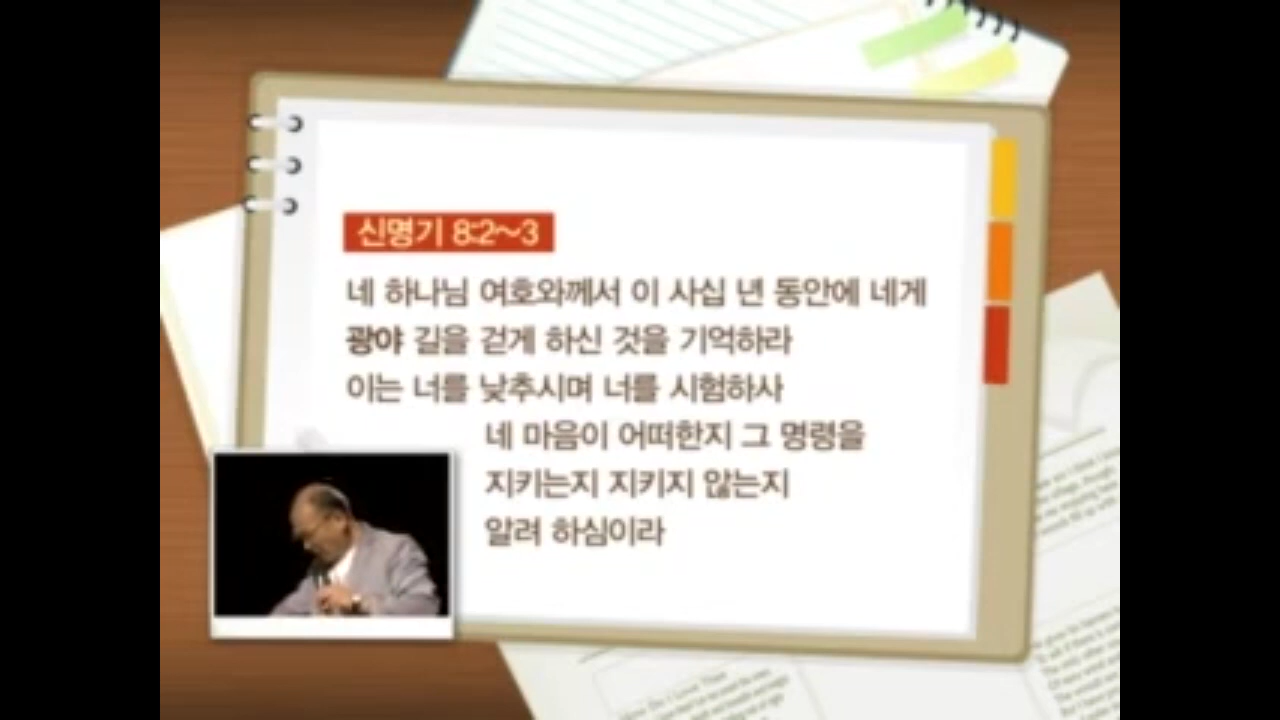 신명기 8:2~3
네 하나님 여호와께서 이 사십 년 동안에 네게
광야 길을 걷게 하신 것을 기억하라
이는 너를 낮추시며 너를 시험하사
네 마음이 어떠한지 그 명령을
지키는지 지키지 않는지
알려 하심이라